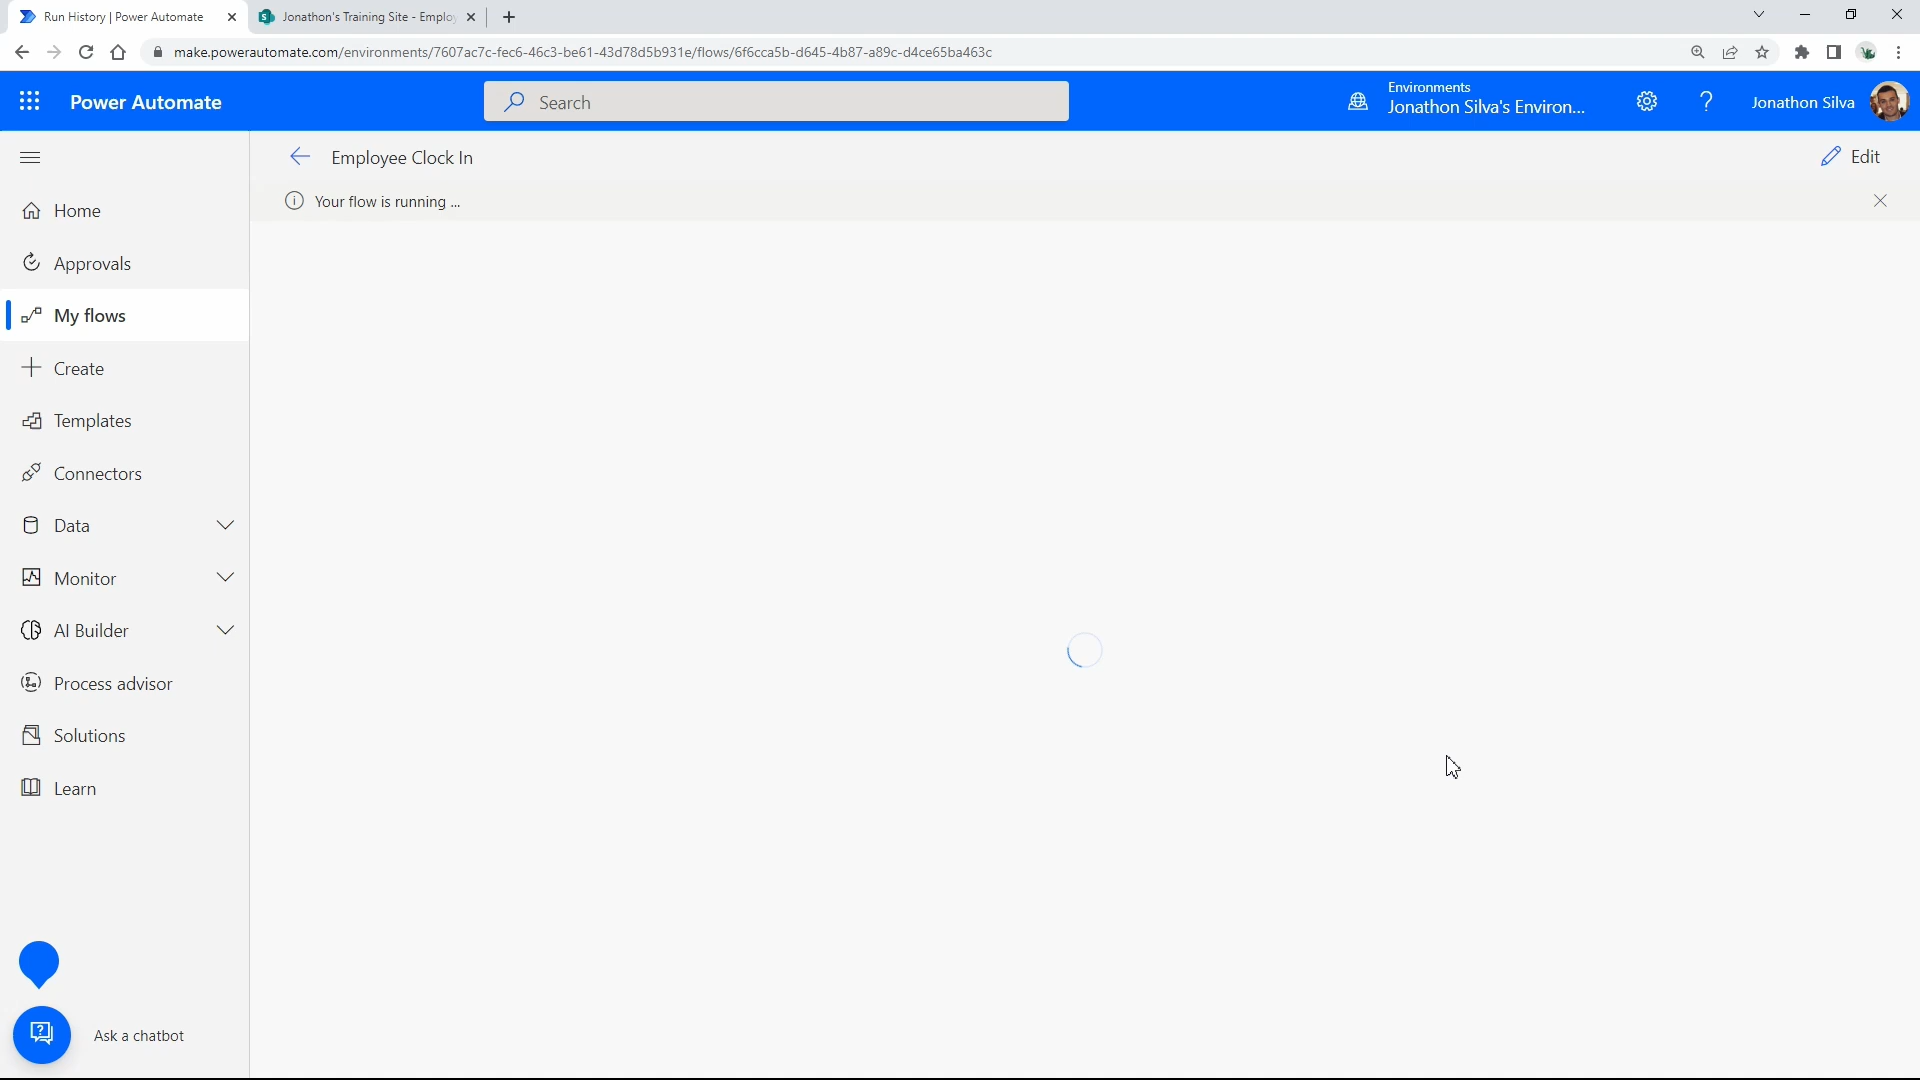 Run History | Power Automate
Jonathon's Training Site - Emplo
make.powerautomate.com/environments/7607ac7c-fec6-46c3-be61-43d78d5b931e/flows/6f6cca5b-d645-4b87-a89c-d4ce65ba463c
Power Automate
Search
Environments
Jonathon Silva's Environ...
Jonathon Silva
Employee Clock In
Edit
Your flow is running ...
Home
Approvals
My flows
Create
Templates
Connectors
Data
Monitor
AI Builder
Process advisor
Solutions
Learn
Ask a chatbot